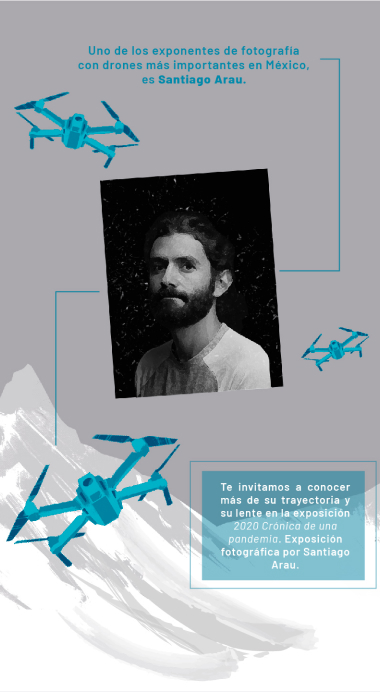 Uno de los exponentes de fotografía
con drones más importantes en México,
es Santiago Arau.
Te invitamos a conocer
más de su trayectoria y
su lente en la exposición
2020 Crónica de una
pandemia. Exposición
fotográfica por Santiago
Arau.